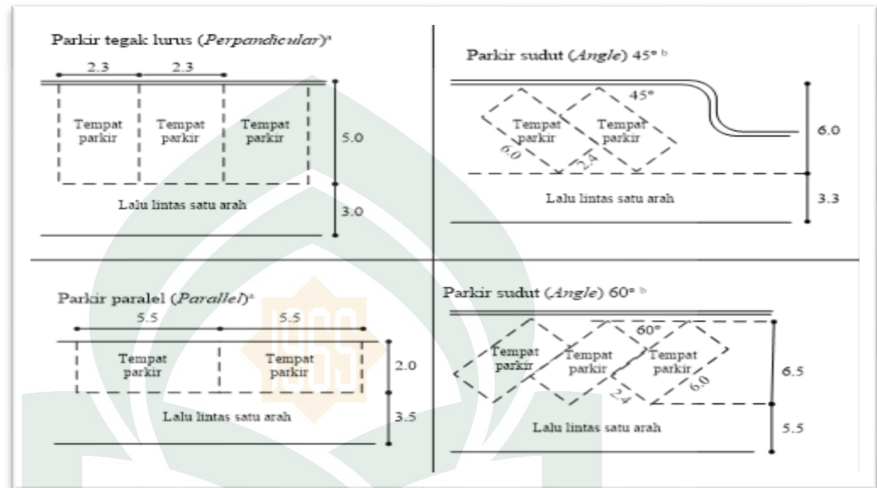 Parkir tegak lurus (Perpandicular)ᵃ
2.3 2.3
Tempat parkir
Tempat parkir
Tempat parkir
5.0
Lalu lintas satu arah
3.0
Parkir sudut (Angle) 45° ᵇ
45°
Tempat parkir
Tempat parkir
6.0
2.4
6.0
Lalu lintas satu arah
3.3
Parkir paralel (Parallel)ᵃ
5.5 5.5
Tempat parkir
Tempat parkir
2.0
Lalu lintas satu arah
3.5
Parkir sudut (Angle) 60° ᵇ
60°
Tempat parkir
Tempat parkir
Tempat parkir
2.4
6.0
6.5
Lalu lintas satu arah
5.5